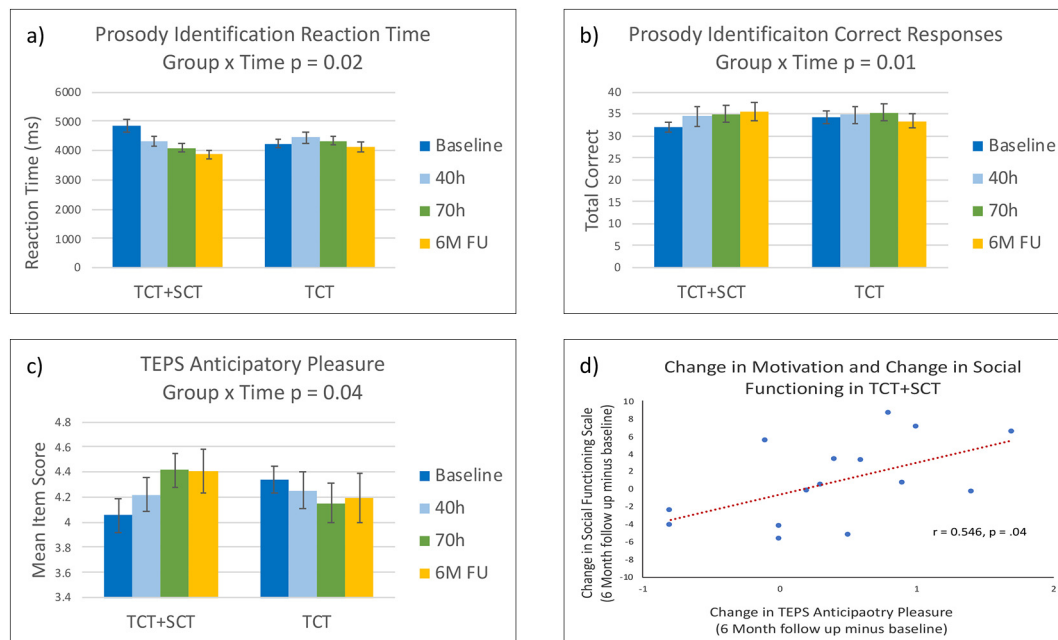 a) Prosody Identification Reaction Time
Group x Time p = 0.02
Reaction Time (ms)
6000
5000
4000
3000
2000
1000
0
TCT+SCT
TCT
Baseline
40h
70h
6M FU
b) Prosody Identificaiton Correct Responses
Group x Time p = 0.01
Total Correct
40
35
30
25
20
15
10
5
0
TCT+SCT
TCT
Baseline
40h
70h
6M FU
c) TEPS Anticipatory Pleasure
Group x Time p = 0.04
Mean Item Score
4.8
4.6
4.4
4.2
4
3.8
3.6
3.4
TCT+SCT
TCT
Baseline
40h
70h
6M FU
d) Change in Motivation and Change in Social
Functioning in TCT+SCT
Change in Social Functioning Scale
(6 Month follow up minus baseline)
10
8
6
4
2
0
-2
-4
-6
-8
-10
r = 0.546, p = .04
-1
0
1
2
Change in TEPS Anticipaotry Pleasure
(6 Month follow up minus baseline)